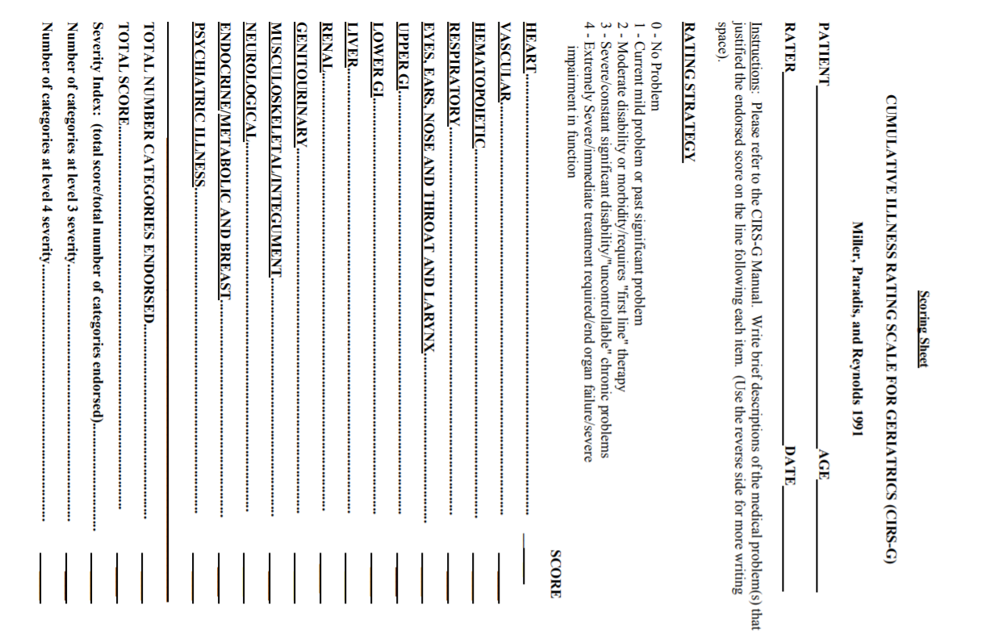 Scoring Sheet
CUMULATIVE ILLNESS RATING SCALE FOR GERIATRICS (CIRS-G)
Miller, Paradis, and Reynolds 1991
PATIENT AGE
RATER DATE
Instructions: Please refer to the CIRS-G Manual. Write brief descriptions of the medical problem(s) that
justified the endorsed score on the line following each item. (Use the reverse side for more writing
space).
RATING STRATEGY
0 - No Problem
1 - Current mild problem or past significant problem
2 - Moderate disability or morbidity/requires "first line" therapy
3 - Severe/constant significant disability/"uncontrollable" chronic problems
4 - Extremely Severe/immediate treatment required/end organ failure/severe
impairment in function
SCORE
HEART
VASCULAR
HEMATOPOIETIC
RESPIRATORY
EYES, EARS, NOSE AND THROAT AND LARYNX
UPPER GI
LOWER GI
LIVER
RENAL
GENITOURINARY
MUSCULOSKELETAL/INTEGUMENT
NEUROLOGICAL
ENDOCRINE/METABOLIC AND BREAST
PSYCHIATRIC ILLNESS
TOTAL NUMBER CATEGORIES ENDORSED
TOTAL SCORE
Severity Index: (total score/total number of categories endorsed)
Number of categories at level 3 severity
Number of categories at level 4 severity